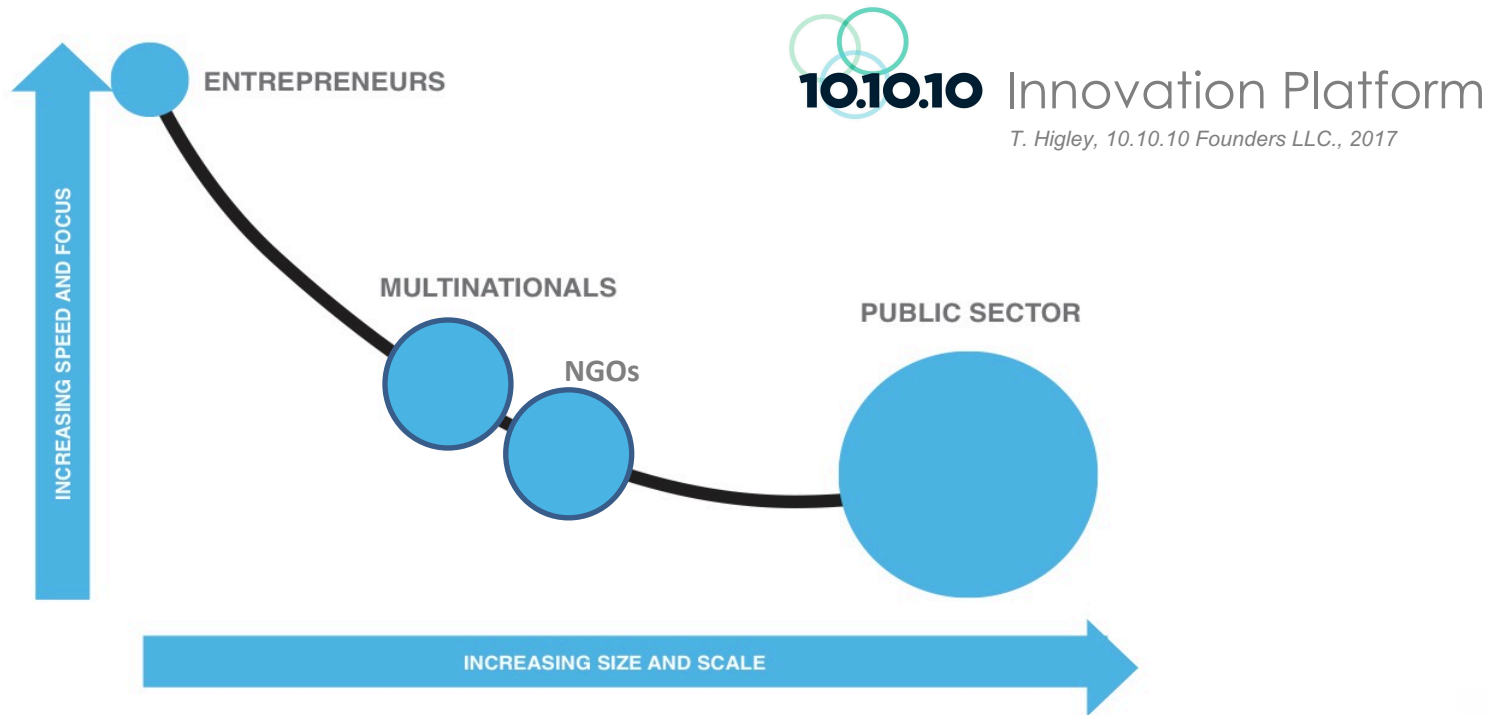 10.10.10 Innovation Platform
T. Higley, 10.10.10 Founders LLC., 2017
ENTREPRENEURS
MULTINATIONALS
NGOs
PUBLIC SECTOR
INCREASING SPEED AND FOCUS
INCREASING SIZE AND SCALE